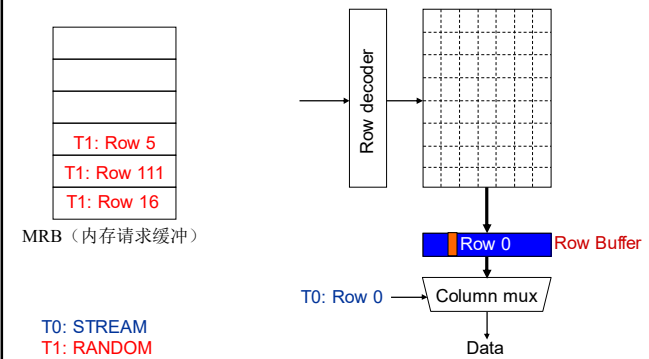 T1: Row 5
T1: Row 111
T1: Row 16
MRB（内存请求缓冲）
T0: STREAM
T1: RANDOM
Row decoder
Row 0
Row Buffer
T0: Row 0
Column mux
Data